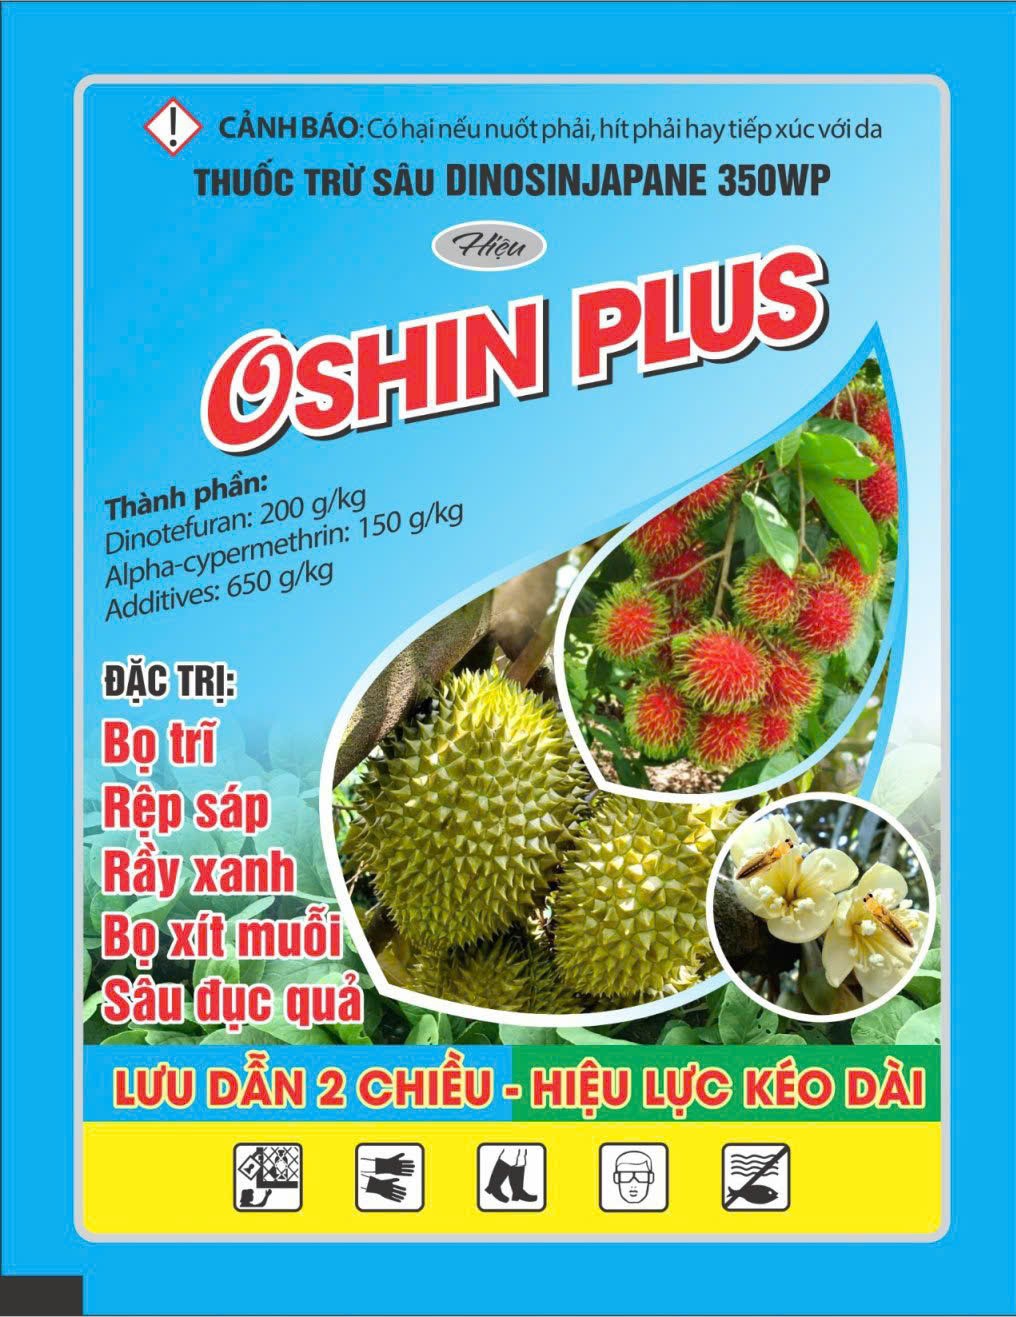 CẢNH BÁO: Có hại nếu nuốt phải, hít phải hay tiếp xúc với da
THUỐC TRỪ SÂU DINOSINJAPANE 350WP
Hiệu
OSHIN PLUS
Thành phần:
Dinotefuran: 200 g/kg
Alpha-cypermethrin: 150 g/kg
Additives: 650 g/kg
ĐẶC TRỊ:
Bọ trĩ
Rệp sáp
Rầy xanh
Bọ xít muỗi
Sâu đục quả
LƯU DẪN 2 CHIỀU - HIỆU LỰC KÉO DÀI